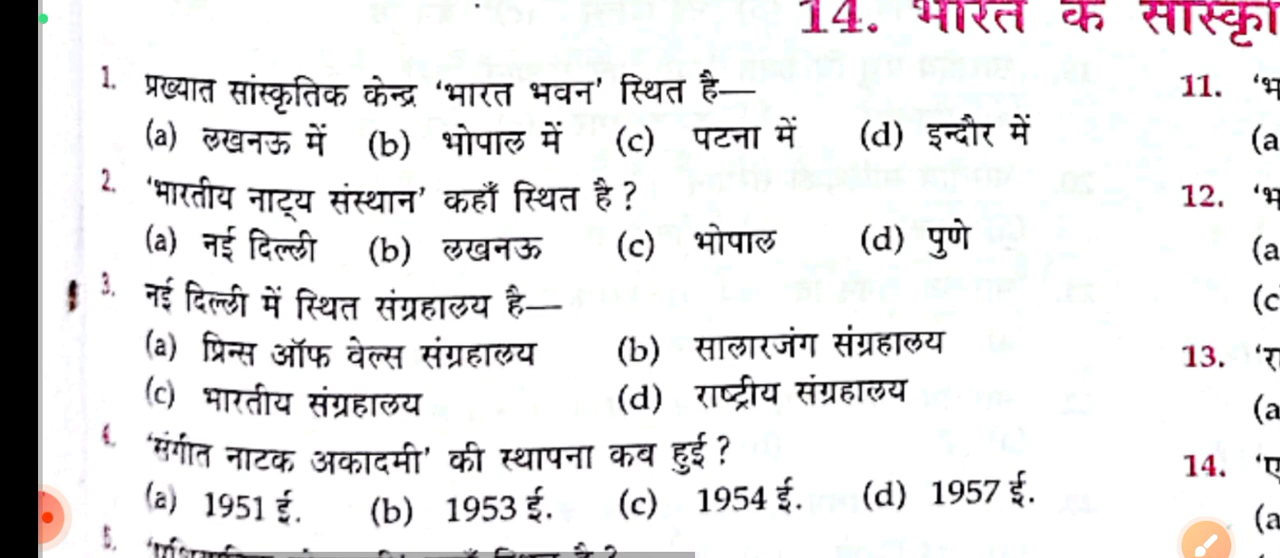 14. भारत के सांस्कृ
1. प्रख्यात सांस्कृतिक केन्द्र ‘भारत भवन’ स्थित है—
(a) लखनऊ में (b) भोपाल में (c) पटना में (d) इन्दौर में
2. ‘भारतीय नाट्य संस्थान’ कहाँ स्थित है?
(a) नई दिल्ली (b) लखनऊ (c) भोपाल (d) पुणे
3. नई दिल्ली में स्थित संग्रहालय है—
(a) प्रिन्स ऑफ वेल्स संग्रहालय (b) सालारजंग संग्रहालय
(c) भारतीय संग्रहालय (d) राष्ट्रीय संग्रहालय
4. ‘संगीत नाटक अकादमी’ की स्थापना कब हुई?
(a) 1951 ई. (b) 1953 ई. (c) 1954 ई. (d) 1957 ई.
5.
11. ‘भ
(a
12. ‘भ
(a
(c
13. ‘रा
(a
14. ‘ए
(a